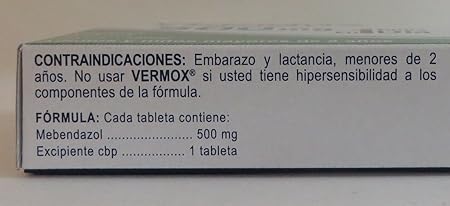 CONTRAINDICACIONES: Embarazo y lactancia, menores de 2
años. No usar VERMOX® si usted tiene hipersensibilidad a los
componentes de la fórmula.
FÓRMULA: Cada tableta contiene:
Mebendazol ....................... 500 mg
Excipiente cbp ................. 1 tableta